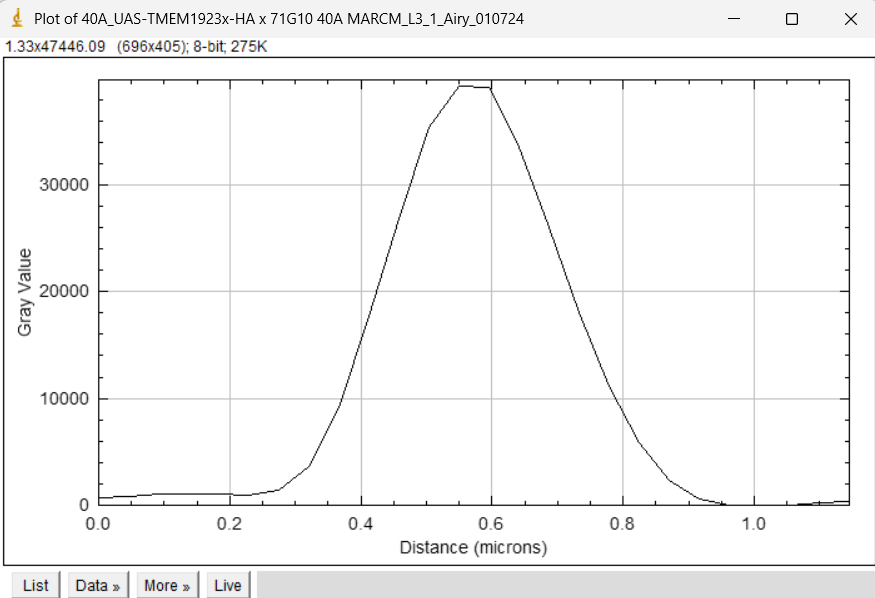 Plot of 40A_UAS-TMEM1923x-HA x 71G10 40A MARCM_L3_1_Airy_010724
1.33x47446.09 (696x405); 8-bit; 275K
30000
20000
10000
0
Gray Value
0.0 0.2 0.4 0.6 0.8 1.0
Distance (microns)
List Data » More » Live